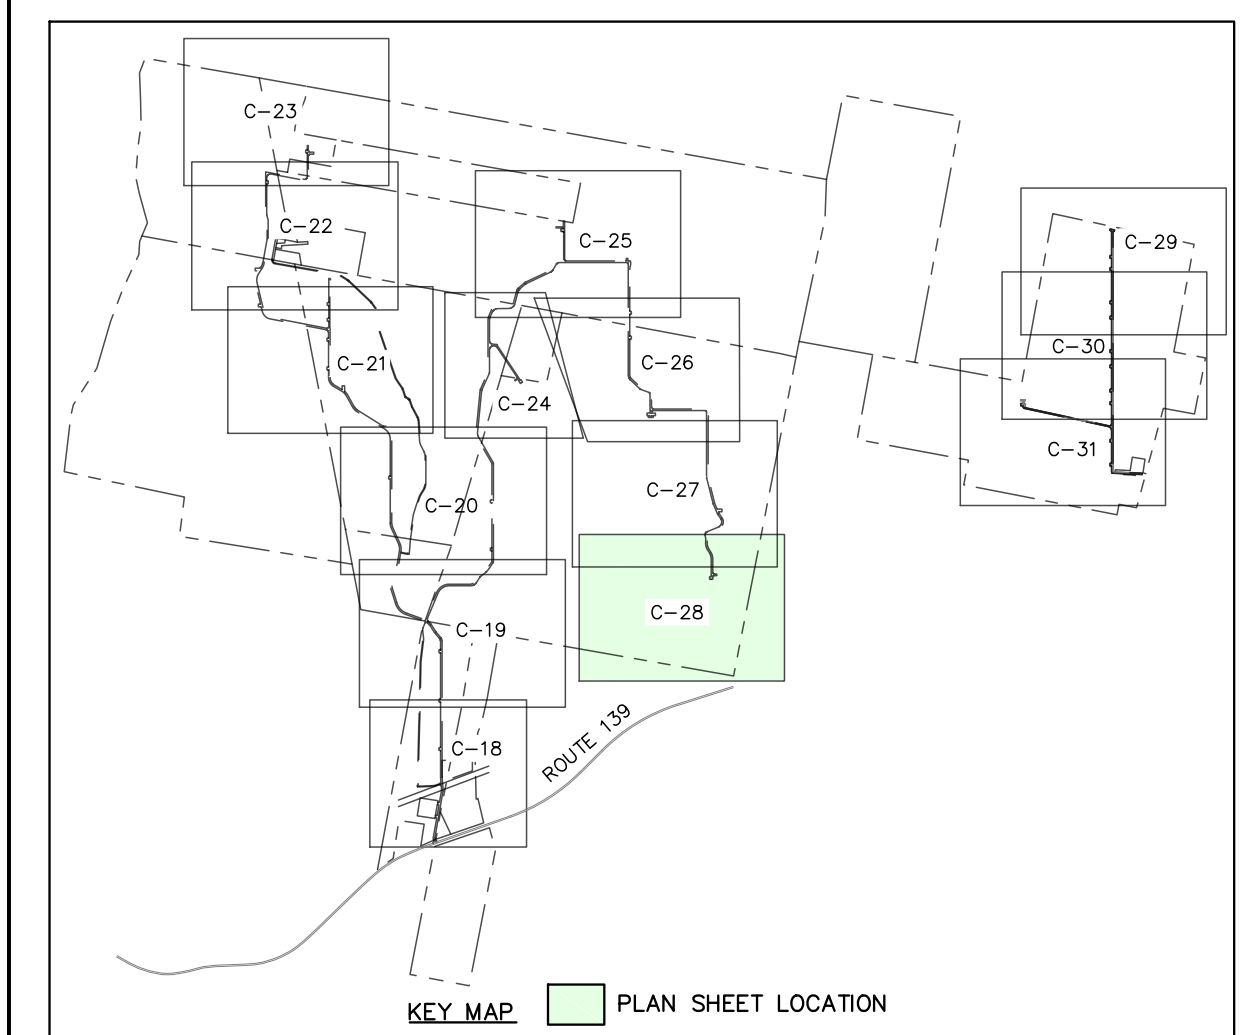 C-23
C-22
C-25
C-29
C-30
C-21
C-26
C-24
C-31
C-20
C-27
C-28
C-19
ROUTE 139
C-18
KEY MAP
PLAN SHEET LOCATION